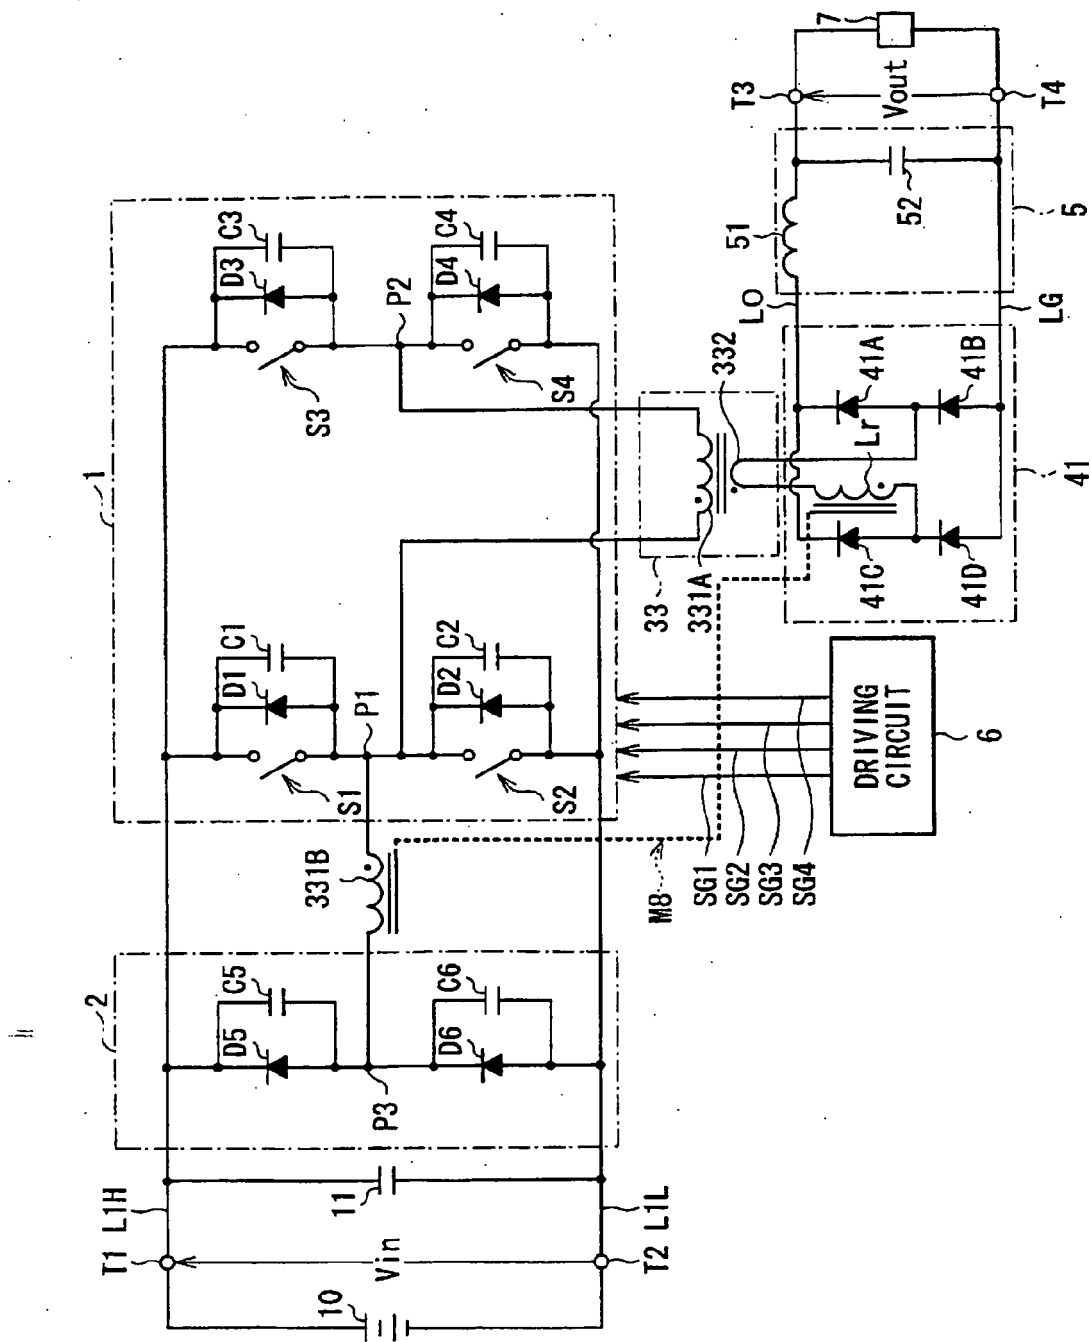 1
2
T1
L1H
10
Vin
11
T2
L1L
D5
C5
P3
D6
C6
331B
S1
D1
C1
P1
S2
D2
C2
S3
D3
C3
P2
S4
D4
C4
M8
SG1
SG2
SG3
SG4
DRIVING
CIRCUIT
6
33
331A
332
Lr
41A
41B
41C
41D
41
LO
LG
51
52
5
T3
Vout
T4
7